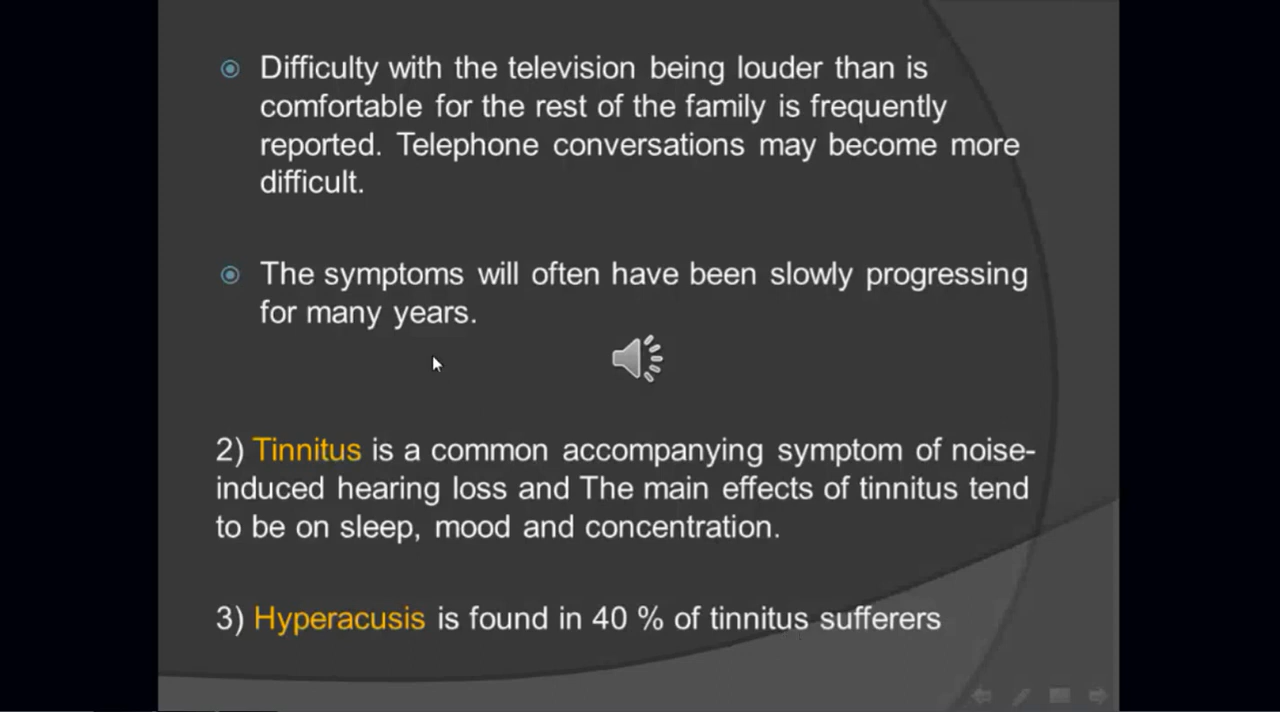 Difficulty with the television being louder than is
comfortable for the rest of the family is frequently
reported. Telephone conversations may become more
difficult.
The symptoms will often have been slowly progressing
for many years.
2) Tinnitus is a common accompanying symptom of noise-
induced hearing loss and The main effects of tinnitus tend
to be on sleep, mood and concentration.
3) Hyperacusis is found in 40 % of tinnitus sufferers